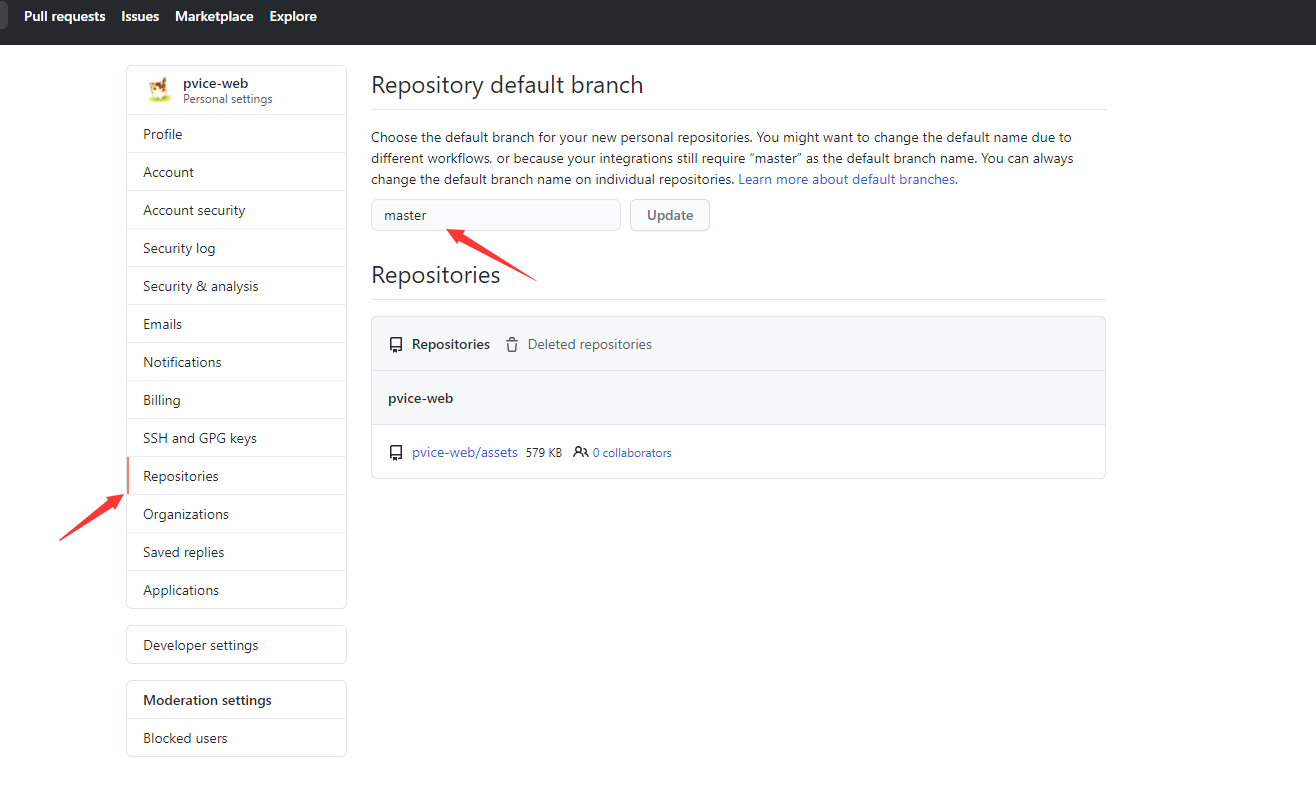 Pull requests Issues Marketplace Explore
pvice-web
Personal settings
Profile
Account
Account security
Security log
Security & analysis
Emails
Notifications
Billing
SSH and GPG keys
Repositories
Organizations
Saved replies
Applications
Developer settings
Moderation settings
Blocked users
Repository default branch
Choose the default branch for your new personal repositories. You might want to change the default name due to
different workflows, or because your integrations still require “master” as the default branch name. You can always
change the default branch name on individual repositories. Learn more about default branches.
master Update
Repositories
Repositories Deleted repositories
pvice-web
pvice-web/assets 579 KB 0 collaborators